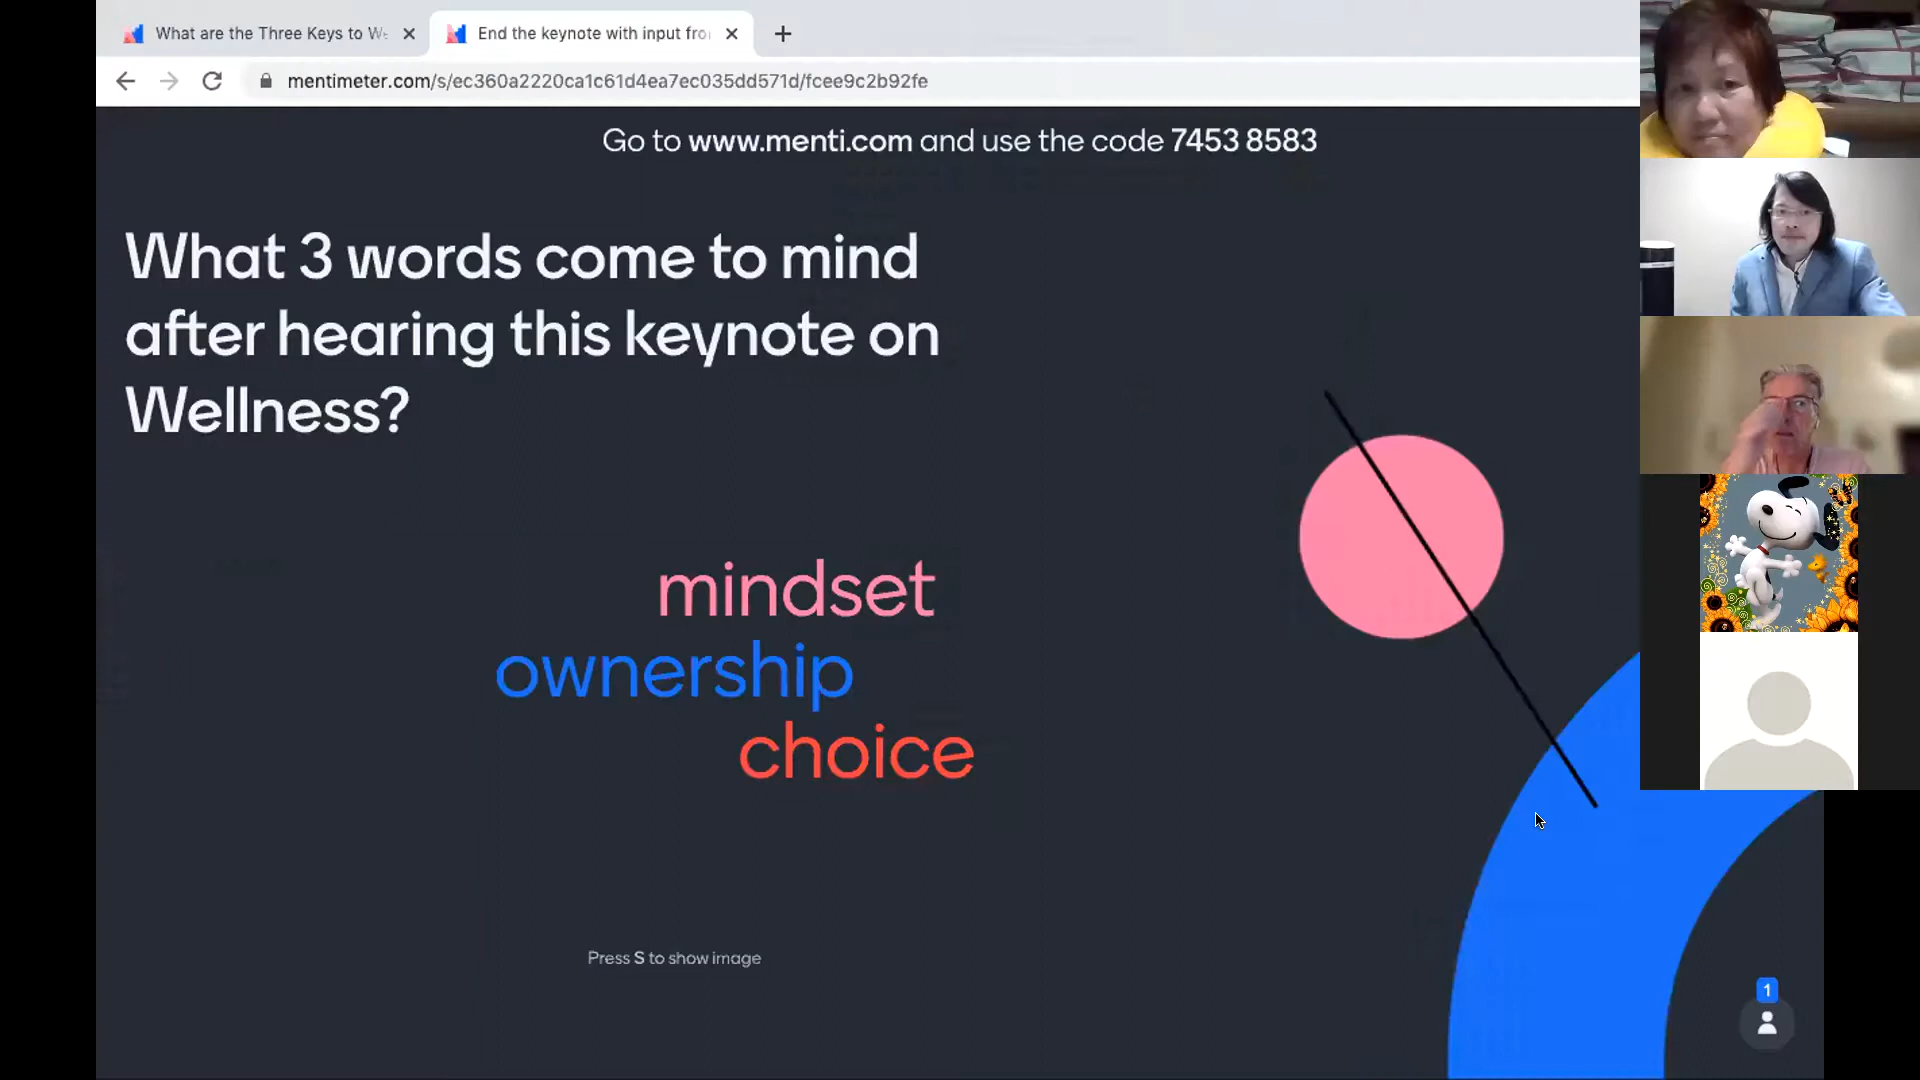 What are the Three Keys to We
End the keynote with input fro
mentimeter.com/s/ec360a2220ca1c61d4ea7ec035dd571d/fcee9c2b92fe
Go to www.menti.com and use the code 7453 8583
What 3 words come to mind
after hearing this keynote on
Wellness?
mindset
ownership
choice
Press S to show image
1